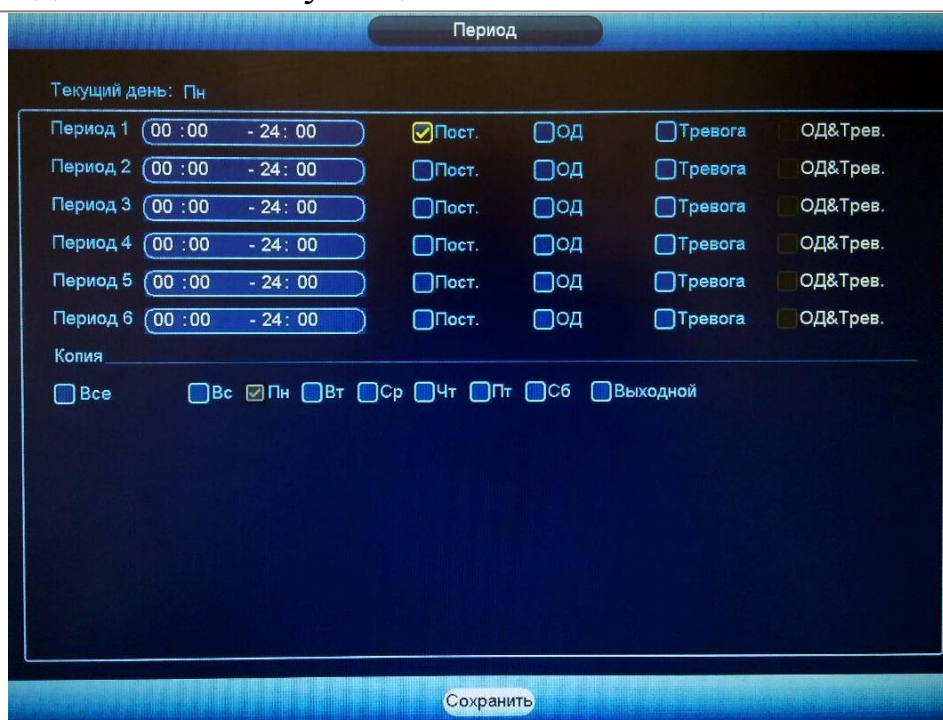 Период
Текущий день: Пн
Период 1 00 :00 - 24: 00 Пост. ОД Тревога ОД&Трев.
Период 2 00 :00 - 24: 00 Пост. ОД Тревога ОД&Трев.
Период 3 00 :00 - 24: 00 Пост. ОД Тревога ОД&Трев.
Период 4 00 :00 - 24: 00 Пост. ОД Тревога ОД&Трев.
Период 5 00 :00 - 24: 00 Пост. ОД Тревога ОД&Трев.
Период 6 00 :00 - 24: 00 Пост. ОД Тревога ОД&Трев.
Копия
Все Вс Пн Вт Ср Чт Пт Сб Выходной
Сохранить